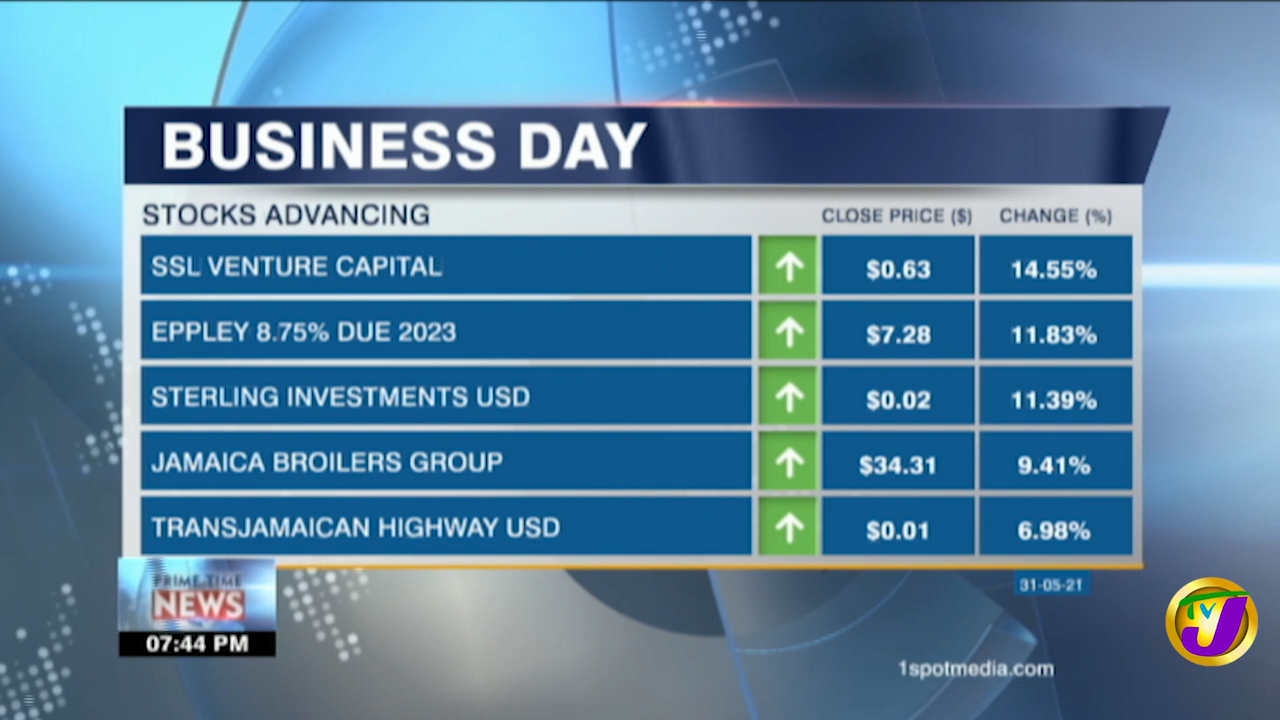 BUSINESS DAY
STOCKS ADVANCING CLOSE PRICE ($) CHANGE (%)
SSL VENTURE CAPITAL $0.63 14.55%
EPPLEY 8.75% DUE 2023 $7.28 11.83%
STERLING INVESTMENTS USD $0.02 11.39%
JAMAICA BROILERS GROUP $34.31 9.41%
TRANSJAMAICAN HIGHWAY USD $0.01 6.98%
31-05-21
PRIME TIME
NEWS
07:44 PM
TVJ
1spotmedia.com